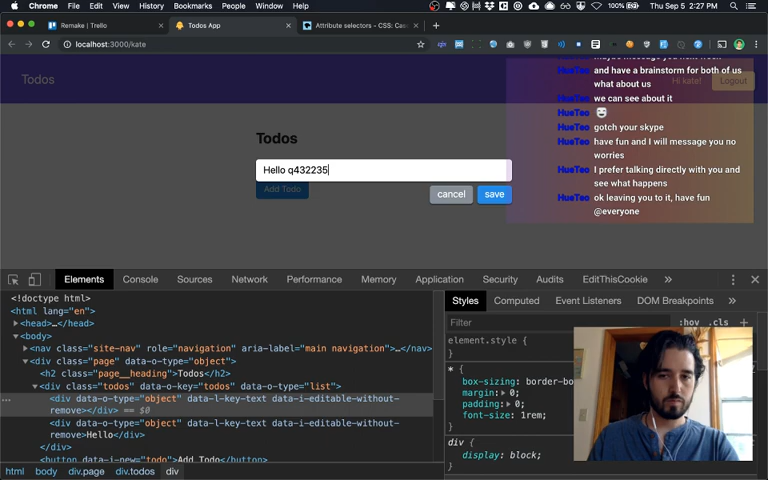 Chrome File Edit View History Bookmarks People Window Help 100% Thu Sep 5 2:27 PM
Remake | Trello
Todos App
Attribute selectors - CSS: Cas
localhost:3000/kate
Todos
Hi kate!
Logout
and have a brainstorm for both of us
what about us
HueTeo we can see about it
HueTeo
HueTeo gotch your skype
HueTeo have fun and I will message you no
worries
HueTeo I prefer talking directly with you and
see what happens
HueTeo ok leaving you to it, have fun
@everyone
Todos
Hello q432235
Add Todo
cancel
save
Elements Console Sources Network Performance Memory Application Security Audits EditThisCookie »
<!doctype html>
<html lang="en">
<head>…</head>
<body>
<nav class="site-nav" role="navigation" aria-label="main navigation">…</nav>
<div class="page" data-o-type="object">
<h2 class="page__heading">Todos</h2>
<div class="todos" data-o-key="todos" data-o-type="list">
<div data-o-type="object" data-l-key-text data-i-editable-without-
remove></div> == $0
<div data-o-type="object" data-l-key-text data-i-editable-without-
remove>Hello</div>
</div>
<button data-i-new="todo">Add Todo</button>
html body div.page div.todos div
Styles Computed Event Listeners DOM Breakpoints »
Filter
:hov .cls +
element.style {
}
* {
box-sizing: border-bo
margin: 0;
padding: 0;
font-size: 1rem;
}
div {
display: block;
}